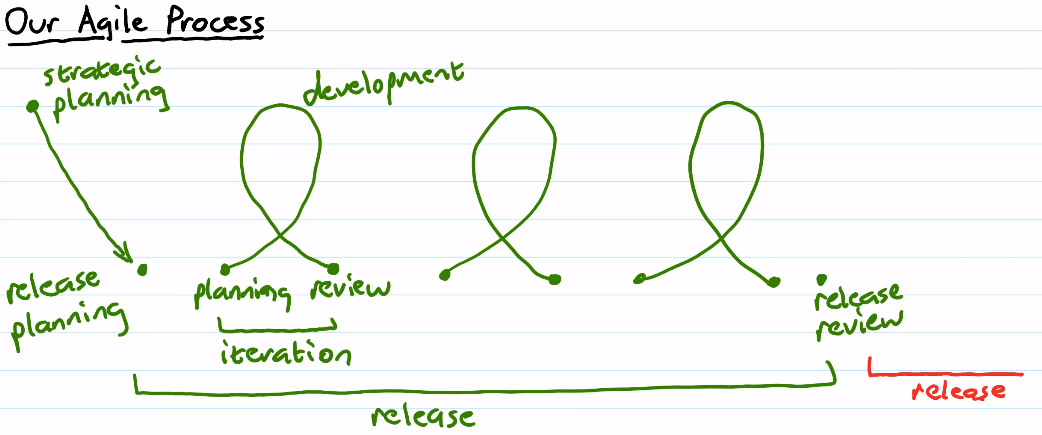 Our Agile Process
strategic
planning
development
release
planning
planning review
iteration
release
review
release
release